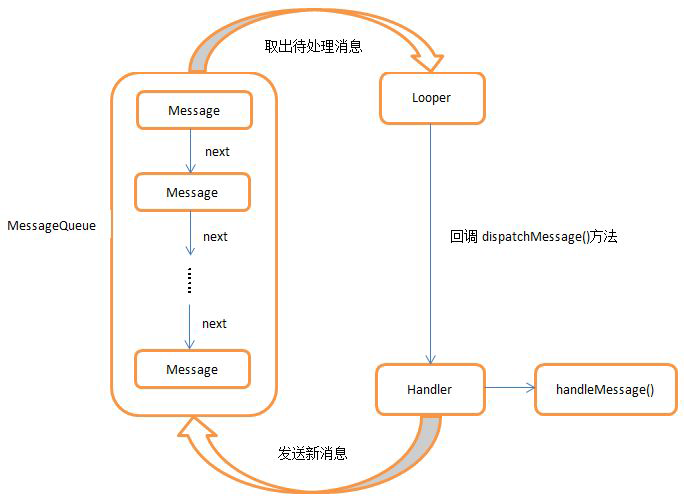 取出待处理消息
Message
Looper
next
Message
MessageQueue
next
回调 dispatchMessage()方法
next
Message
Handler
handleMessage()
发送新消息